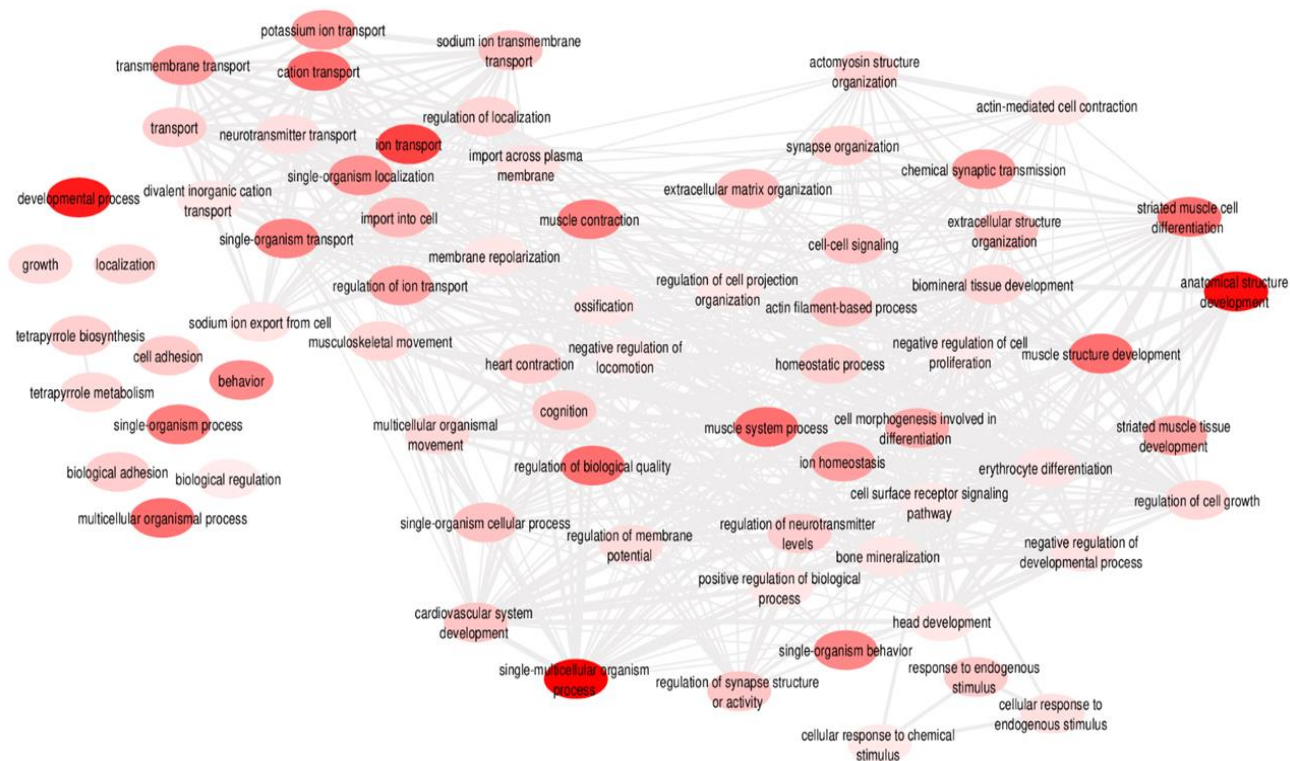 potassium ion transport
sodium ion transmembrane
transport
transmembrane transport
cation transport
actomyosin structure
organization
actin-mediated cell contraction
transport
neurotransmitter transport
regulation of localization
ion transport
import across plasma
membrane
synapse organization
chemical synaptic transmission
single-organism localization
extracellular matrix organization
developmental process
divalent inorganic cation
transport
import into cell
muscle contraction
extracellular structure
organization
striated muscle cell
differentiation
single-organism transport
cell-cell signaling
growth
localization
membrane repolarization
regulation of cell projection
organization
biomineral tissue development
anatomical structure
development
regulation of ion transport
ossification
actin filament-based process
sodium ion export from cell
musculoskeletal movement
tetrapyrrole biosynthesis
cell adhesion
heart contraction
negative regulation of
locomotion
homeostatic process
negative regulation of cell
proliferation
muscle structure development
behavior
tetrapyrrole metabolism
cognition
single-organism process
multicellular organismal
movement
muscle system process
cell morphogenesis involved in
differentiation
striated muscle tissue
development
biological adhesion
biological regulation
regulation of biological quality
ion homeostasis
erythrocyte differentiation
multicellular organismal process
single-organism cellular process
cell surface receptor signaling
pathway
regulation of cell growth
regulation of membrane
potential
regulation of neurotransmitter
levels
bone mineralization
negative regulation of
developmental process
positive regulation of biological
process
cardiovascular system
development
head development
single-organism behavior
single-multicellular organism
process
regulation of synapse structure
or activity
response to endogenous
stimulus
cellular response to
endogenous stimulus
cellular response to chemical
stimulus